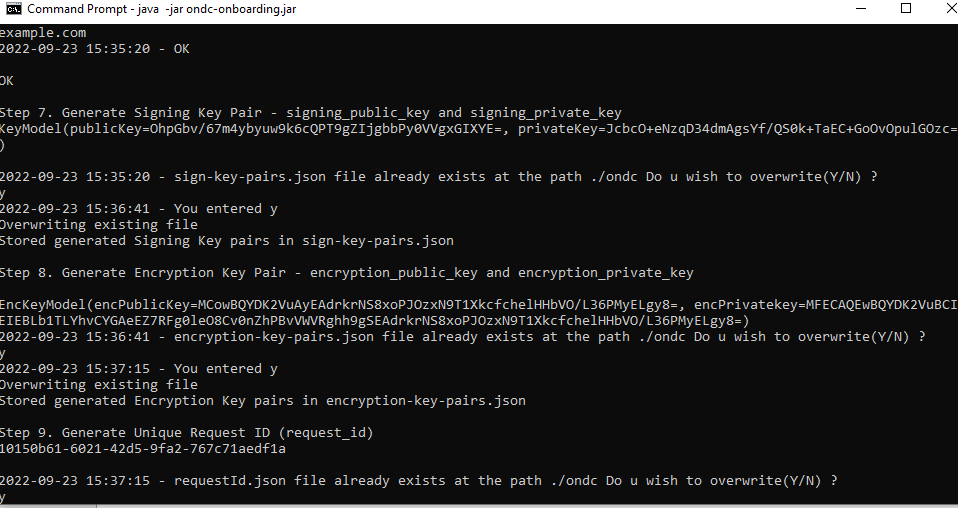 Command Prompt - java  -jar ondc-onboarding.jar
example.com
2022-09-23 15:35:20 - OK
OK
Step 7. Generate Signing Key Pair - signing_public_key and signing_private_key
KeyModel(publicKey=OhpGbv/67m4ybyuw9k6cQPT9gZIjgbbPy0VVgxGIXYE=, privateKey=JcbcO+eNzqD34dmAgsYf/QS0k+TaEC+GoOvOpulGOzc=
)
2022-09-23 15:35:20 - sign-key-pairs.json file already exists at the path ./ondc Do u wish to overwrite(Y/N) ?
y
2022-09-23 15:36:41 - You entered y
Overwriting existing file
Stored generated Signing Key pairs in sign-key-pairs.json
Step 8. Generate Encryption Key Pair - encryption_public_key and encryption_private_key
EncKeyModel(encPublicKey=MCowBQYDK2VuAyEAdrkrNS8xoPJOzxN9T1XkcfchelHHbVO/L36PMyELgy8=, encPrivatekey=MFECAQEwBQYDK2VuBCI
EIEBLb1TLYhvCYGAeEZ7RFg0leO8Cv0nZhPBvVWVRghh9gSEAdrkrNS8xoPJOzxN9T1XkcfchelHHbVO/L36PMyELgy8=)
2022-09-23 15:36:41 - encryption-key-pairs.json file already exists at the path ./ondc Do u wish to overwrite(Y/N) ?
y
2022-09-23 15:37:15 - You entered y
Overwriting existing file
Stored generated Encryption Key pairs in encryption-key-pairs.json
Step 9. Generate Unique Request ID (request_id)
10150b61-6021-42d5-9fa2-767c71aedf1a
2022-09-23 15:37:15 - requestId.json file already exists at the path ./ondc Do u wish to overwrite(Y/N) ?
y